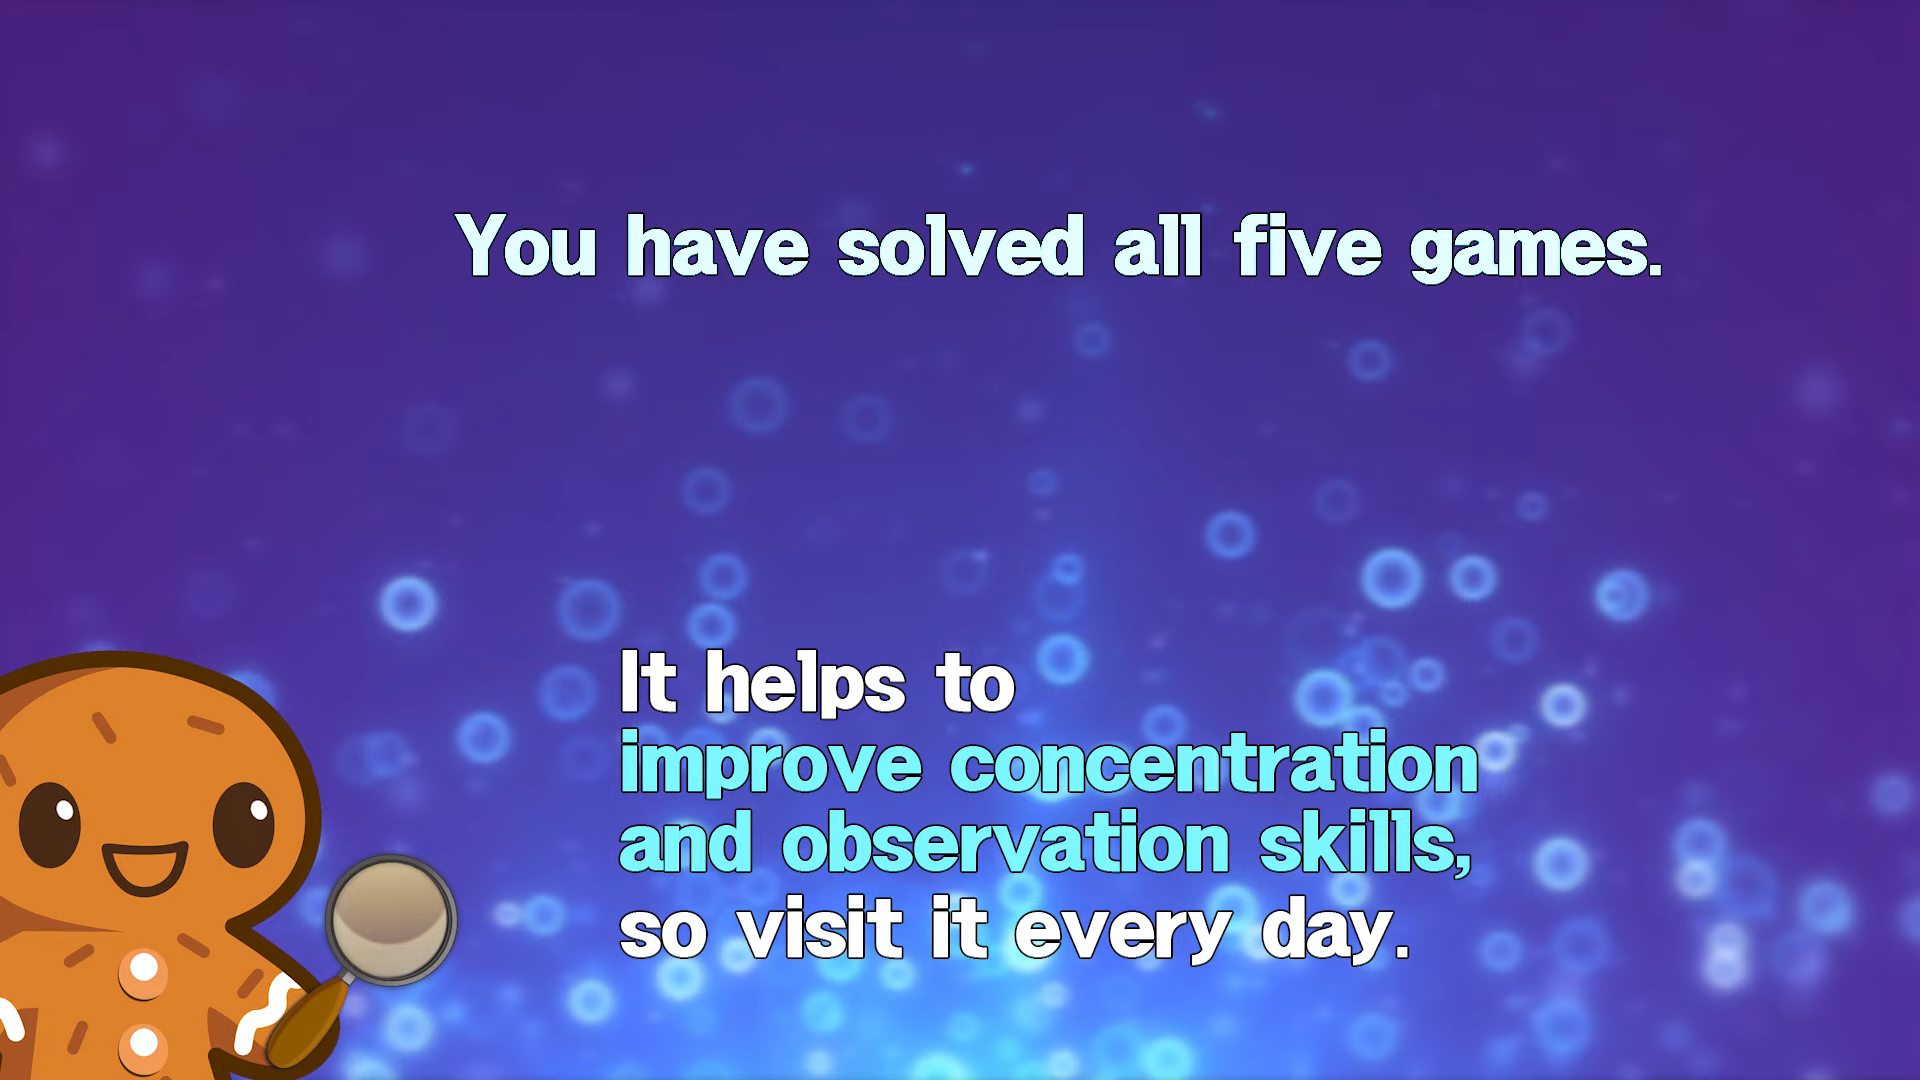 You have solved all five games.
It helps to
improve concentration
and observation skills,
so visit it every day.